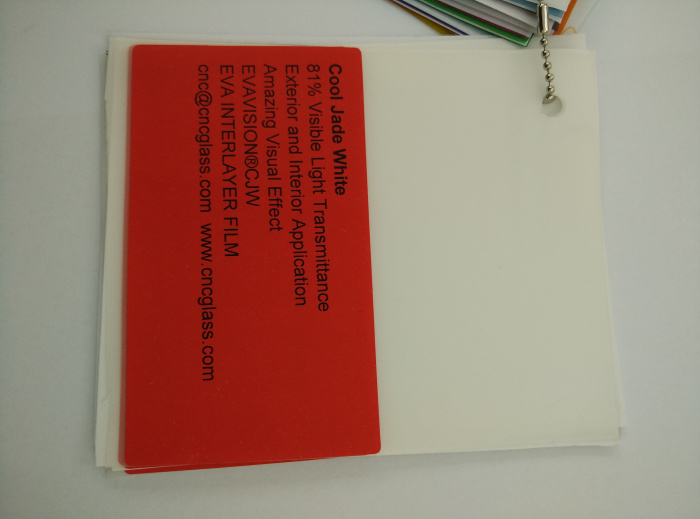 Cool Jade White
81% Visible Light Transmittance
Exterior and Interior Application
Amazing Visual Effect
EVAVISION®CJW
EVA INTERLAYER FILM
cnc@cncglass.com www.cncglass.com